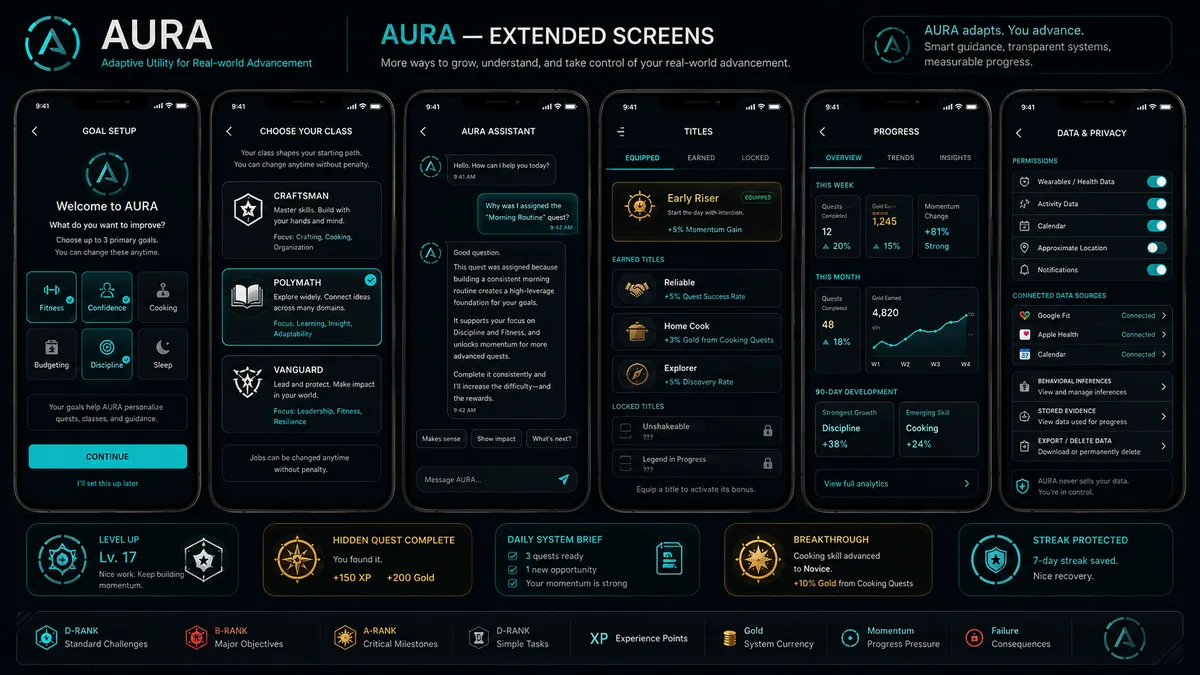 AURA
Adaptive Utility for Real-world Advancement
AURA — EXTENDED SCREENS
More ways to grow, understand, and take control of your real-world advancement.
AURA adapts. You advance.
Smart guidance, transparent systems,
measurable progress.
9:41
GOAL SETUP
Welcome to AURA
What do you want to improve?
Choose up to 3 primary goals.
You can change these anytime.
Fitness
Confidence
Cooking
Budgeting
Discipline
Sleep
Your goals help AURA personalize
quests, classes, and guidance.
CONTINUE
I'll set this up later
9:41
CHOOSE YOUR CLASS
Your class shapes your starting path.
You can change anytime without penalty.
CRAFTSMAN
Master skills. Build with
your hands and mind.
Focus: Crafting, Cooking,
Organization
POLYMATH
Explore widely. Connect ideas
across many domains.
Focus: Learning, Insight,
Adaptability
VANGUARD
Lead and protect. Make impact
in your world.
Focus: Leadership, Fitness,
Resilience
Jobs can be changed anytime
without penalty.
9:41
AURA ASSISTANT
Hello. How can I help you today?
9:41 AM
Why was I assigned the
"Morning Routine" quest?
9:42 AM
Good question.
This quest was assigned because
building a consistent morning
routine creates a high-leverage
foundation for your goals.
It supports your focus on
Discipline and Fitness, and
unlocks momentum for more
advanced quests.
Complete it consistently and
I'll increase the difficulty—and
the rewards.
9:42 AM
Makes sense
Show impact
What's next?
Message AURA...
9:41
TITLES
EQUIPPED
EARNED
LOCKED
Early Riser
EQUIPPED
Start the day with intention.
+5% Momentum Gain
EARNED TITLES
Reliable
+5% Quest Success Rate
Home Cook
+3% Gold from Cooking Quests
Explorer
+5% Discovery Rate
LOCKED TITLES
Unshakeable
???
Legend in Progress
???
Equip a title to activate its bonus.
9:41
PROGRESS
OVERVIEW
TRENDS
INSIGHTS
THIS WEEK
Quests
Completed
12
▲ 20%
Gold
1,245
▲ 15%
Momentum
Change
+81%
Strong
THIS MONTH
Quests
Completed
48
▲ 18%
Gold Earned
4,820
W1
W2
W3
W4
90-DAY DEVELOPMENT
Strongest Growth
Discipline
+38%
Emerging Skill
Cooking
+24%
View full analytics
9:41
DATA & PRIVACY
PERMISSIONS
Wearables / Health Data
Activity Data
Calendar
Approximate Location
Notifications
CONNECTED DATA SOURCES
Google Fit
Connected
Apple Health
Connected
Calendar
Connected
BEHAVIORAL INFERENCES
View and manage inferences
STORED EVIDENCE
View data used for progress
EXPORT / DELETE DATA
Download or permanently delete
AURA never sells your data.
You're in control.
LEVEL UP
Lv. 17
Nice work. Keep building
momentum.
HIDDEN QUEST COMPLETE
You found it.
+150 XP +200 Gold
DAILY SYSTEM BRIEF
3 quests ready
1 new opportunity
Your momentum is strong
BREAKTHROUGH
Cooking skill advanced
to Novice.
+10% Gold from Cooking Quests
STREAK PROTECTED
7-day streak saved.
Nice recovery.
D-RANK
Standard Challenges
B-RANK
Major Objectives
A-RANK
Critical Milestones
D-RANK
Simple Tasks
XP
Experience Points
Gold
System Currency
Momentum
Progress Pressure
Failure
Consequences